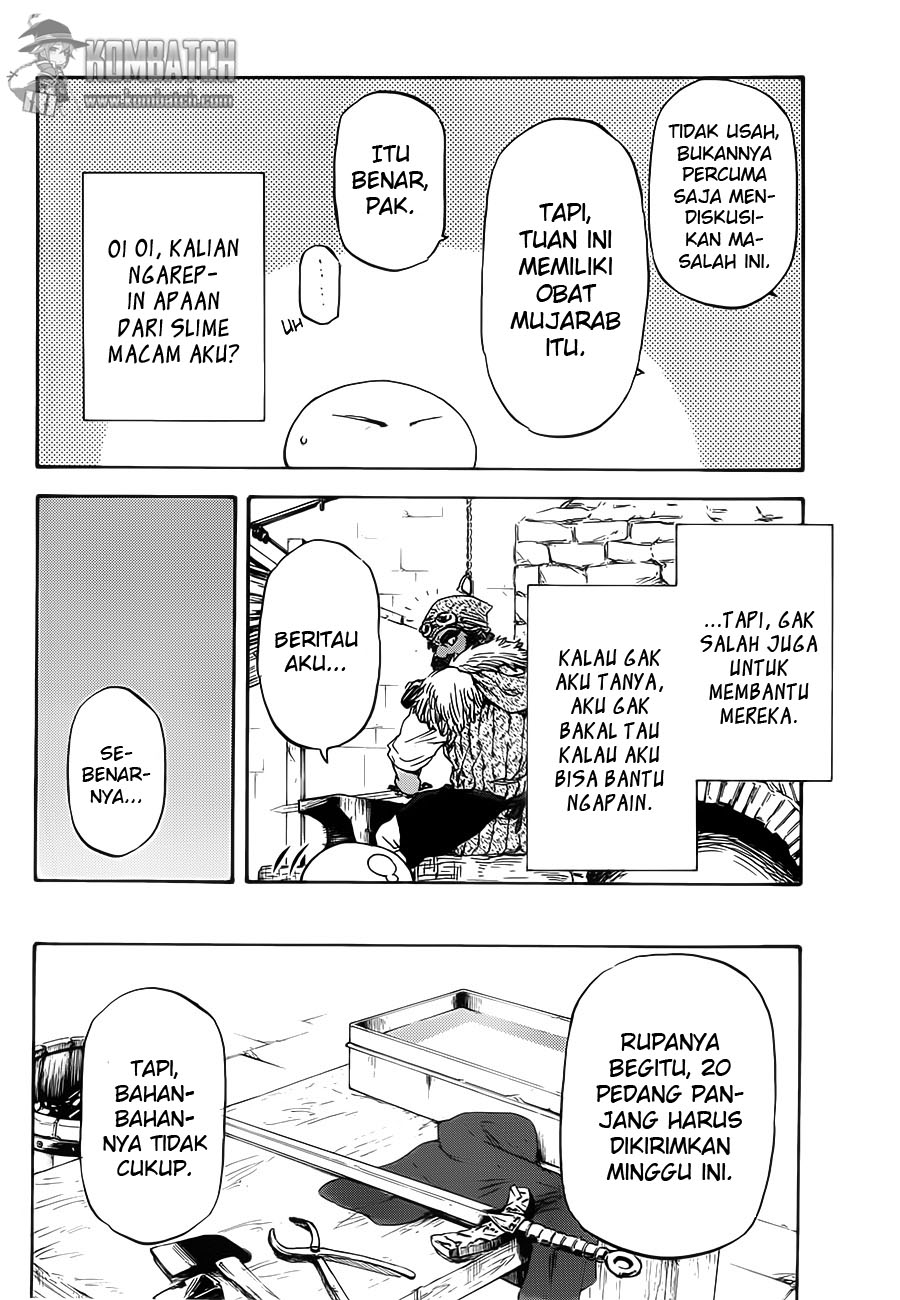 KOMBATCH
www.kombatch.com
TIDAK USAH,
BUKANNYA
PERCUMA
SAJA MEN-
DISKUSI-
KAN MA-
SALAH INI.
TAPI,
TUAN INI
MEMILIKI
OBAT
MUJARAB
ITU.
ITU
BENAR,
PAK.
......
UH
OI OI, KALIAN
NGAREP-
IN APAAN
DARI SLIME
MACAM AKU?
...TAPI, GAK
SALAH JUGA
UNTUK
MEMBANTU
MEREKA.
KALAU GAK
AKU TANYA,
AKU GAK
BAKAL TAU
KALAU AKU
BISA BANTU
NGAPAIN.
BERITAU
AKU...
SE-
BENAR-
NYA...
RUPANYA
BEGITU, 20
PEDANG PAN-
JANG HARUS
DIKIRIMKAN
MINGGU INI.
TAPI,
BAHAN-
BAHAN-
NYA TIDAK
CUKUP.